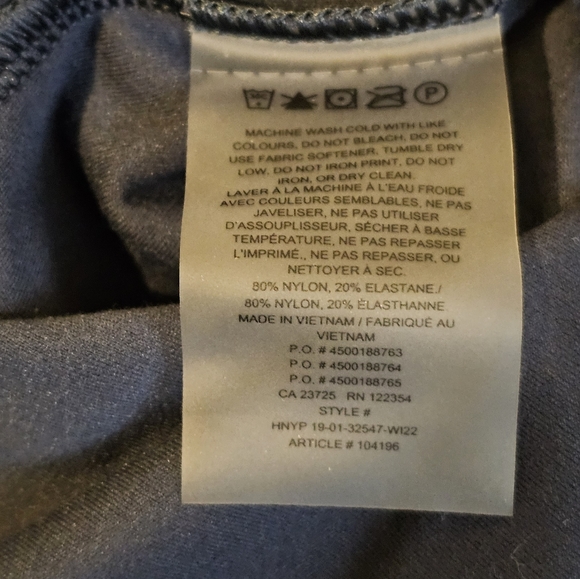 P
MACHINE WASH COLD WITH LIKE
COLOURS, DO NOT BLEACH, DO NOT
USE FABRIC SOFTENER, TUMBLE DRY
LOW, DO NOT IRON PRINT, DO NOT
IRON, OR DRY CLEAN.
LAVER À LA MACHINE À L'EAU FROIDE
AVEC COULEURS SEMBLABLES, NE PAS
JAVELISER, NE PAS UTILISER
D'ASSOUPLISSEUR, SÉCHER À BASSE
TEMPÉRATURE, NE PAS REPASSER
L'IMPRIMÉ., NE PAS REPASSER, OU
NETTOYER À SEC.
80% NYLON, 20% ELASTANE./
80% NYLON, 20% ÉLASTHANNE
MADE IN VIETNAM / FABRIQUÉ AU
VIETNAM
P.O. # 4500188763
P.O. # 4500188764
P.O. # 4500188765
CA 23725 RN 122354
STYLE #
HNYP 19-01-32547-WI22
ARTICLE # 104196